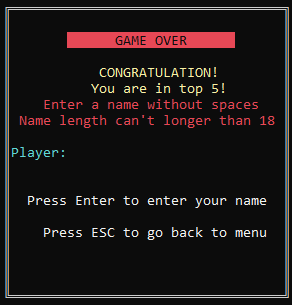 GAME OVER
CONGRATULATION!
You are in top 5!
Enter a name without spaces
Name length can't longer than 18
Player:
Press Enter to enter your name
Press ESC to go back to menu